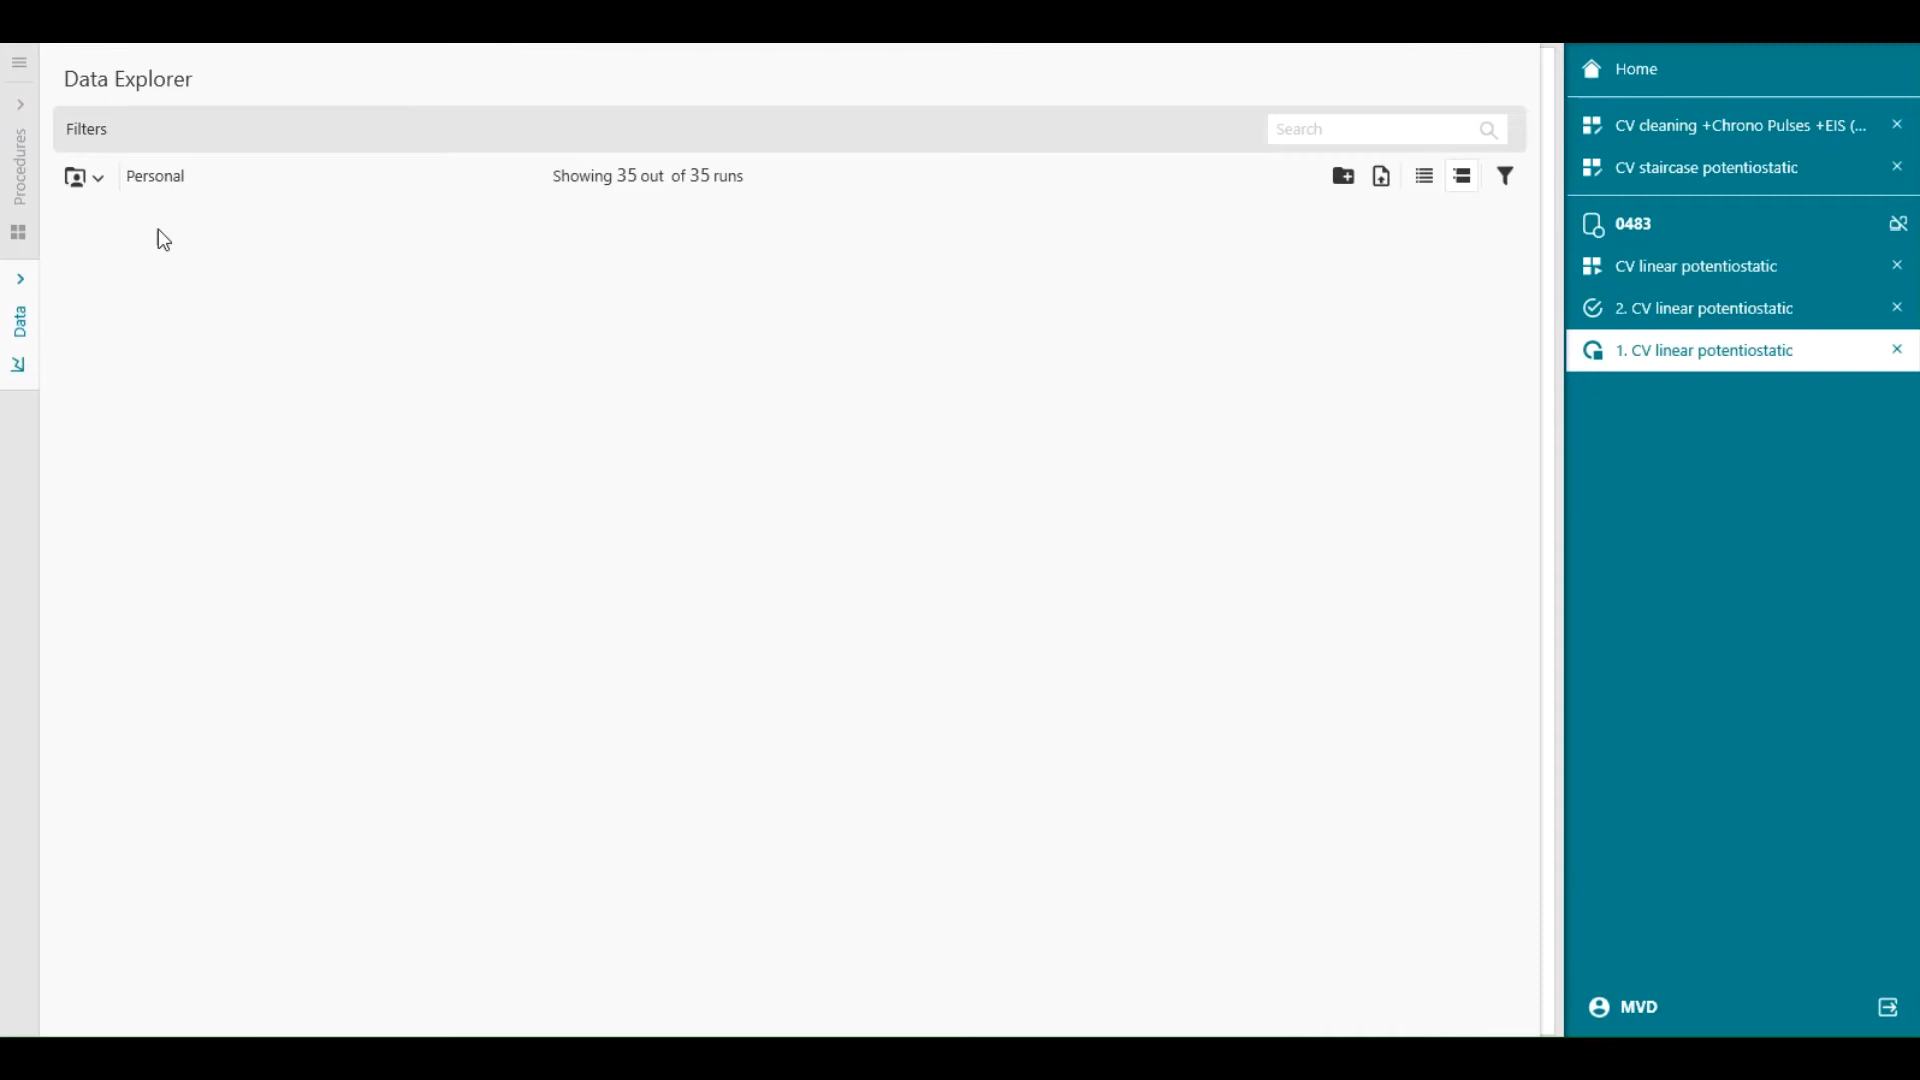 Data Explorer
Filters
Search
Personal
Showing 35 out of 35 runs
Procedures
Data
Home
CV cleaning +Chrono Pulses +EIS (...
CV staircase potentiostatic
0483
CV linear potentiostatic
2. CV linear potentiostatic
1. CV linear potentiostatic
MVD